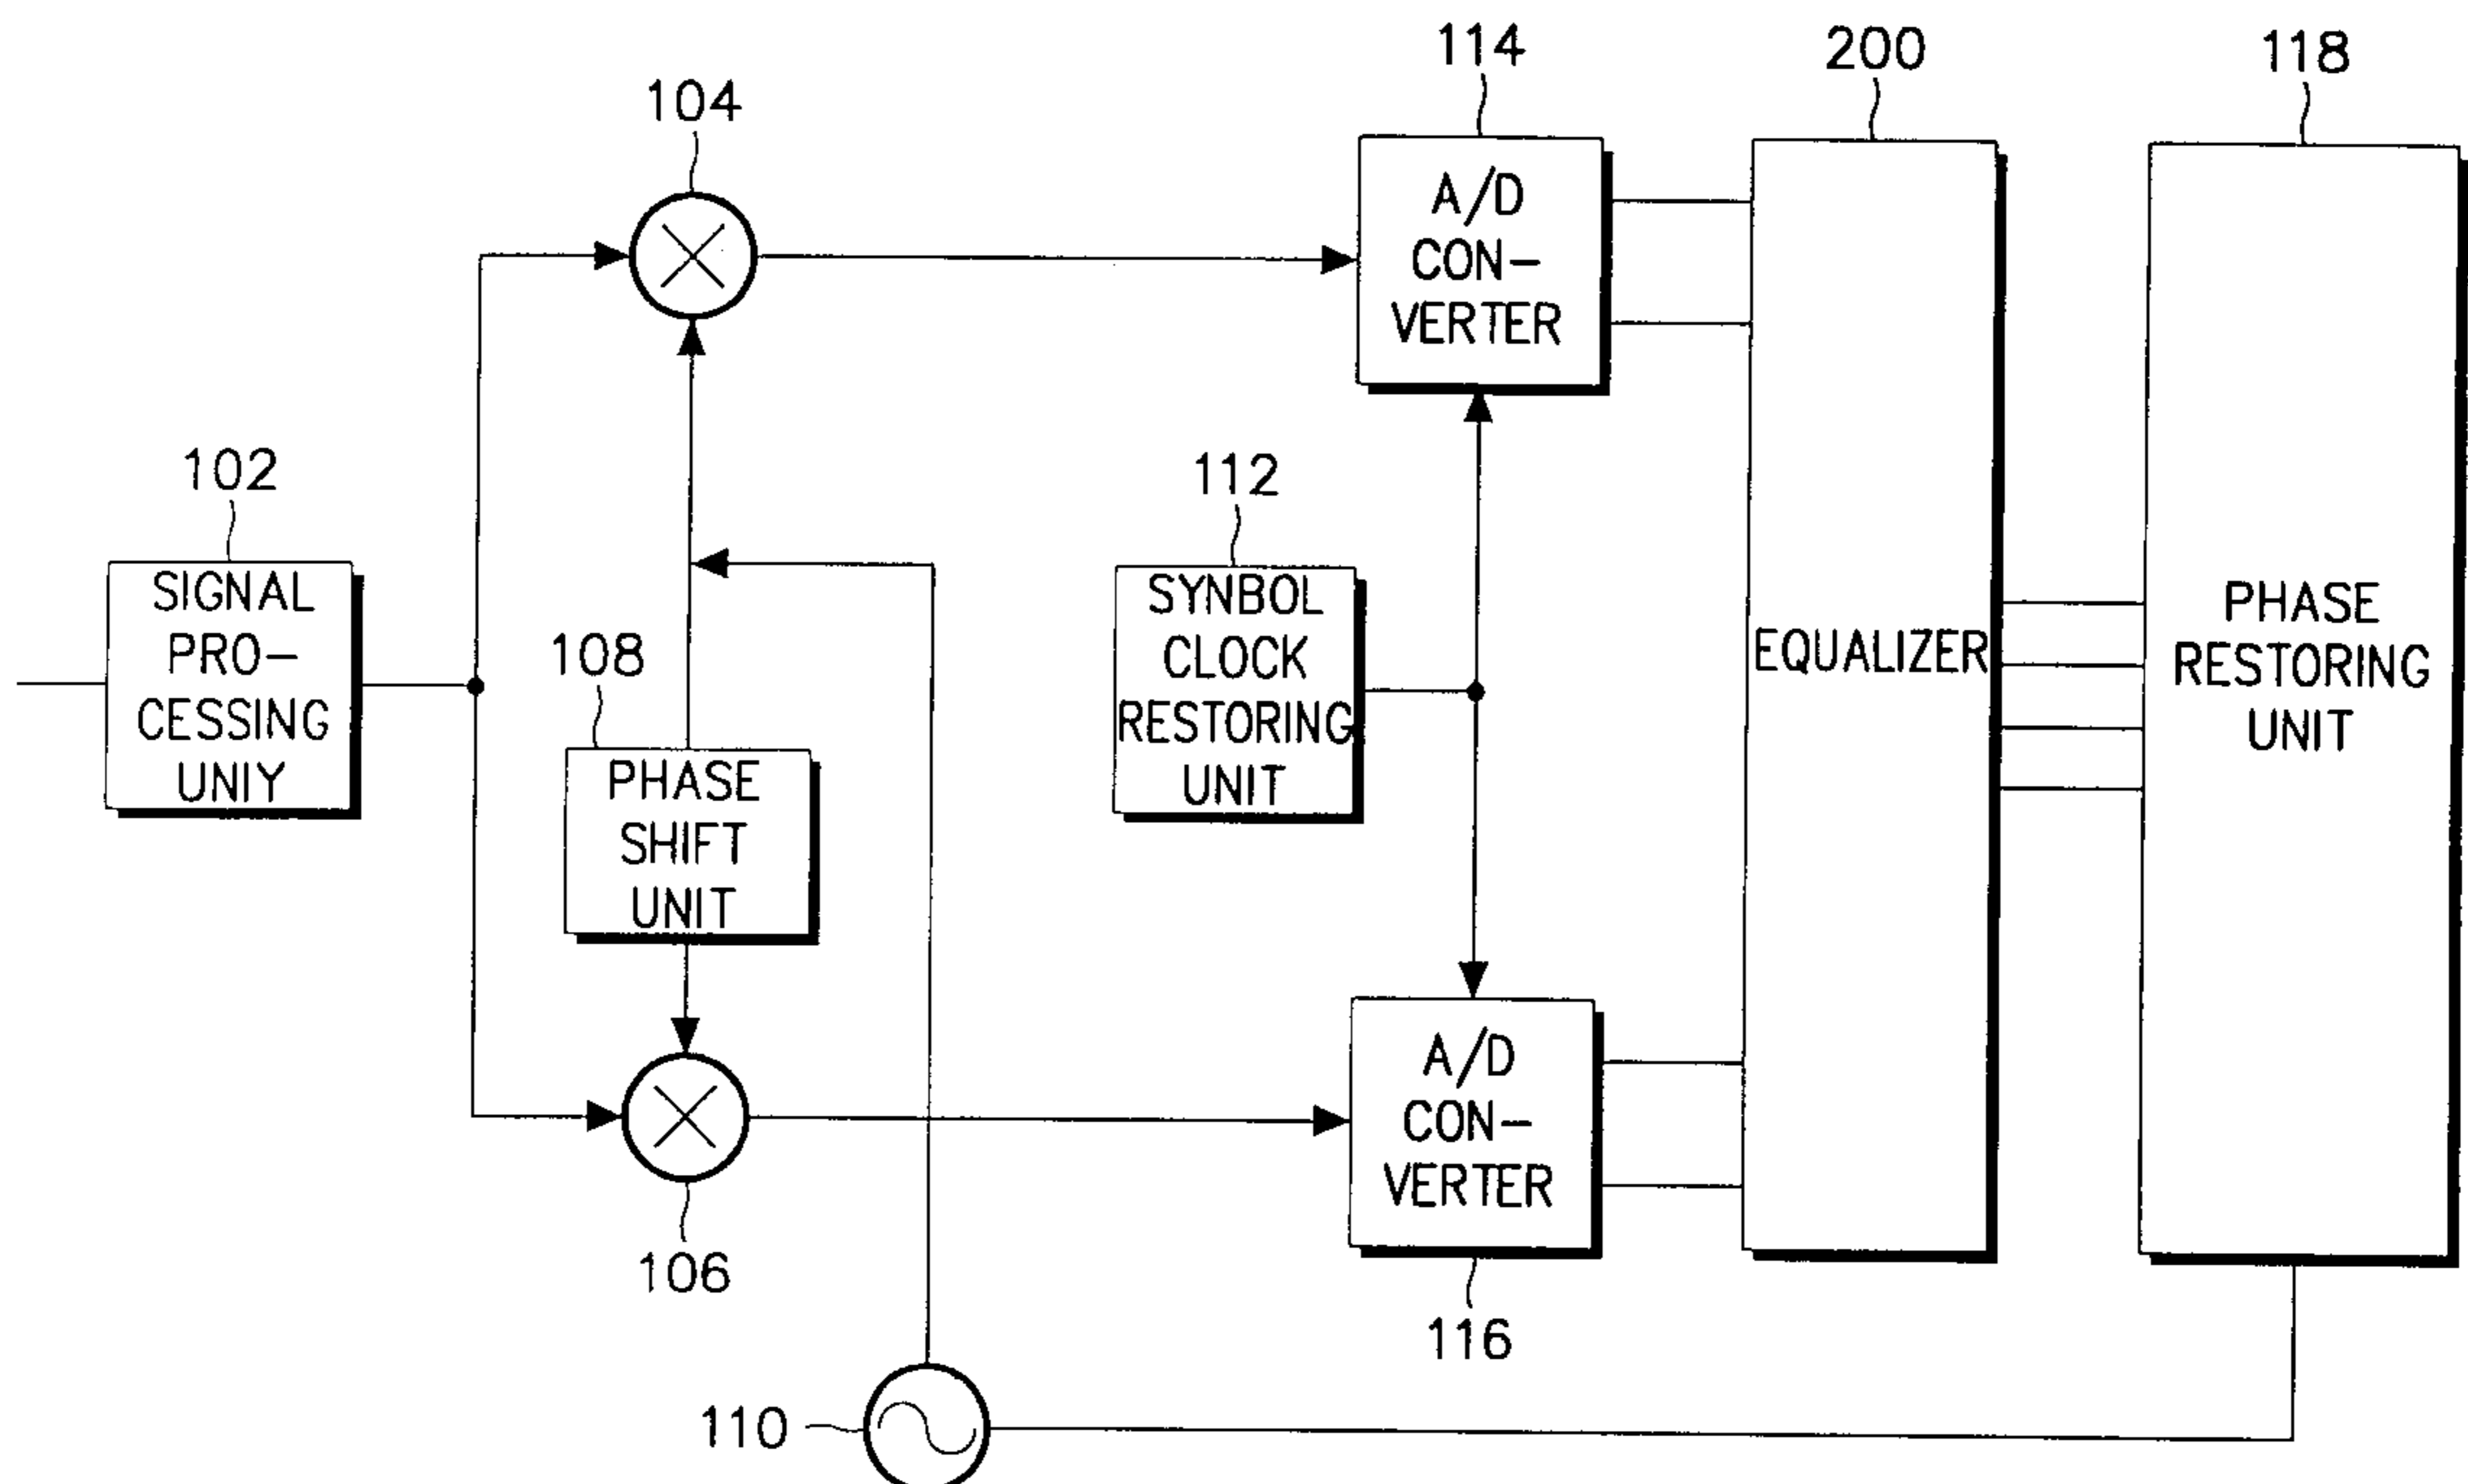 114
200
118
104
A/D
CON-
VERTER
102
112
SIGNAL
PRO-
CESSING
UNIY
108
PHASE
SHIFT
UNIT
SYNBOL
CLOCK
RESTORING
UNIT
EQUALIZER
PHASE
RESTORING
UNIT
A/D
CON-
VERTER
106
116
110